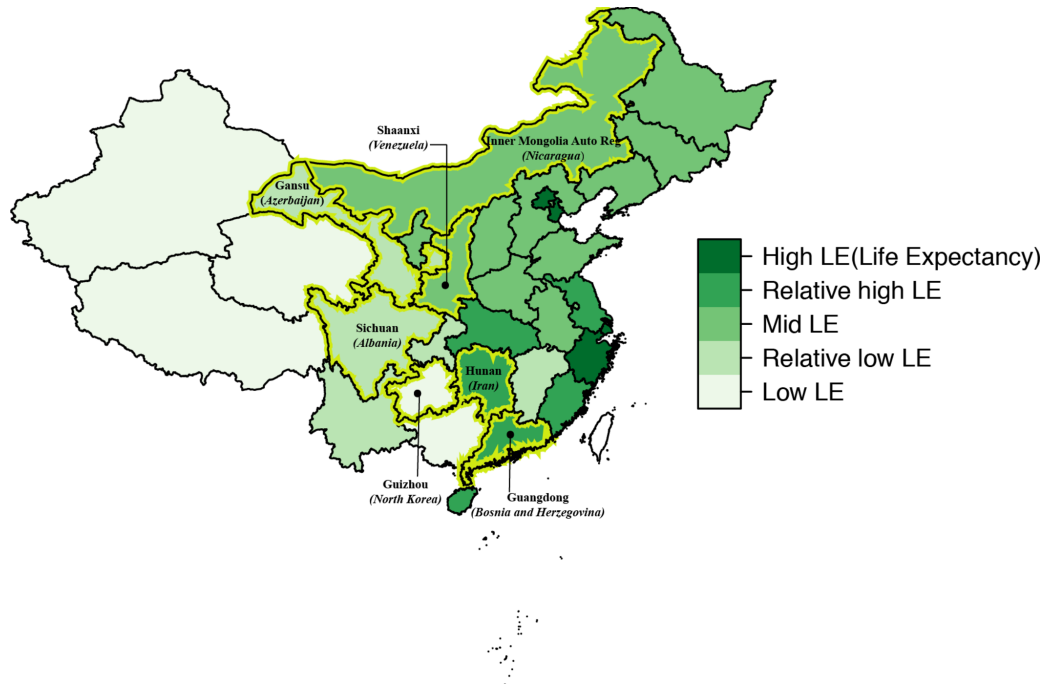 Shaanxi
(Venezuela)
Inner Mongolia Auto Reg
(Nicaragua)
Gansu
(Azerbaijan)
Sichuan
(Albania)
Hunan
(Iran)
Guizhou
(North Korea)
Guangdong
(Bosnia and Herzegovina)
High LE(Life Expectancy)
Relative high LE
Mid LE
Relative low LE
Low LE